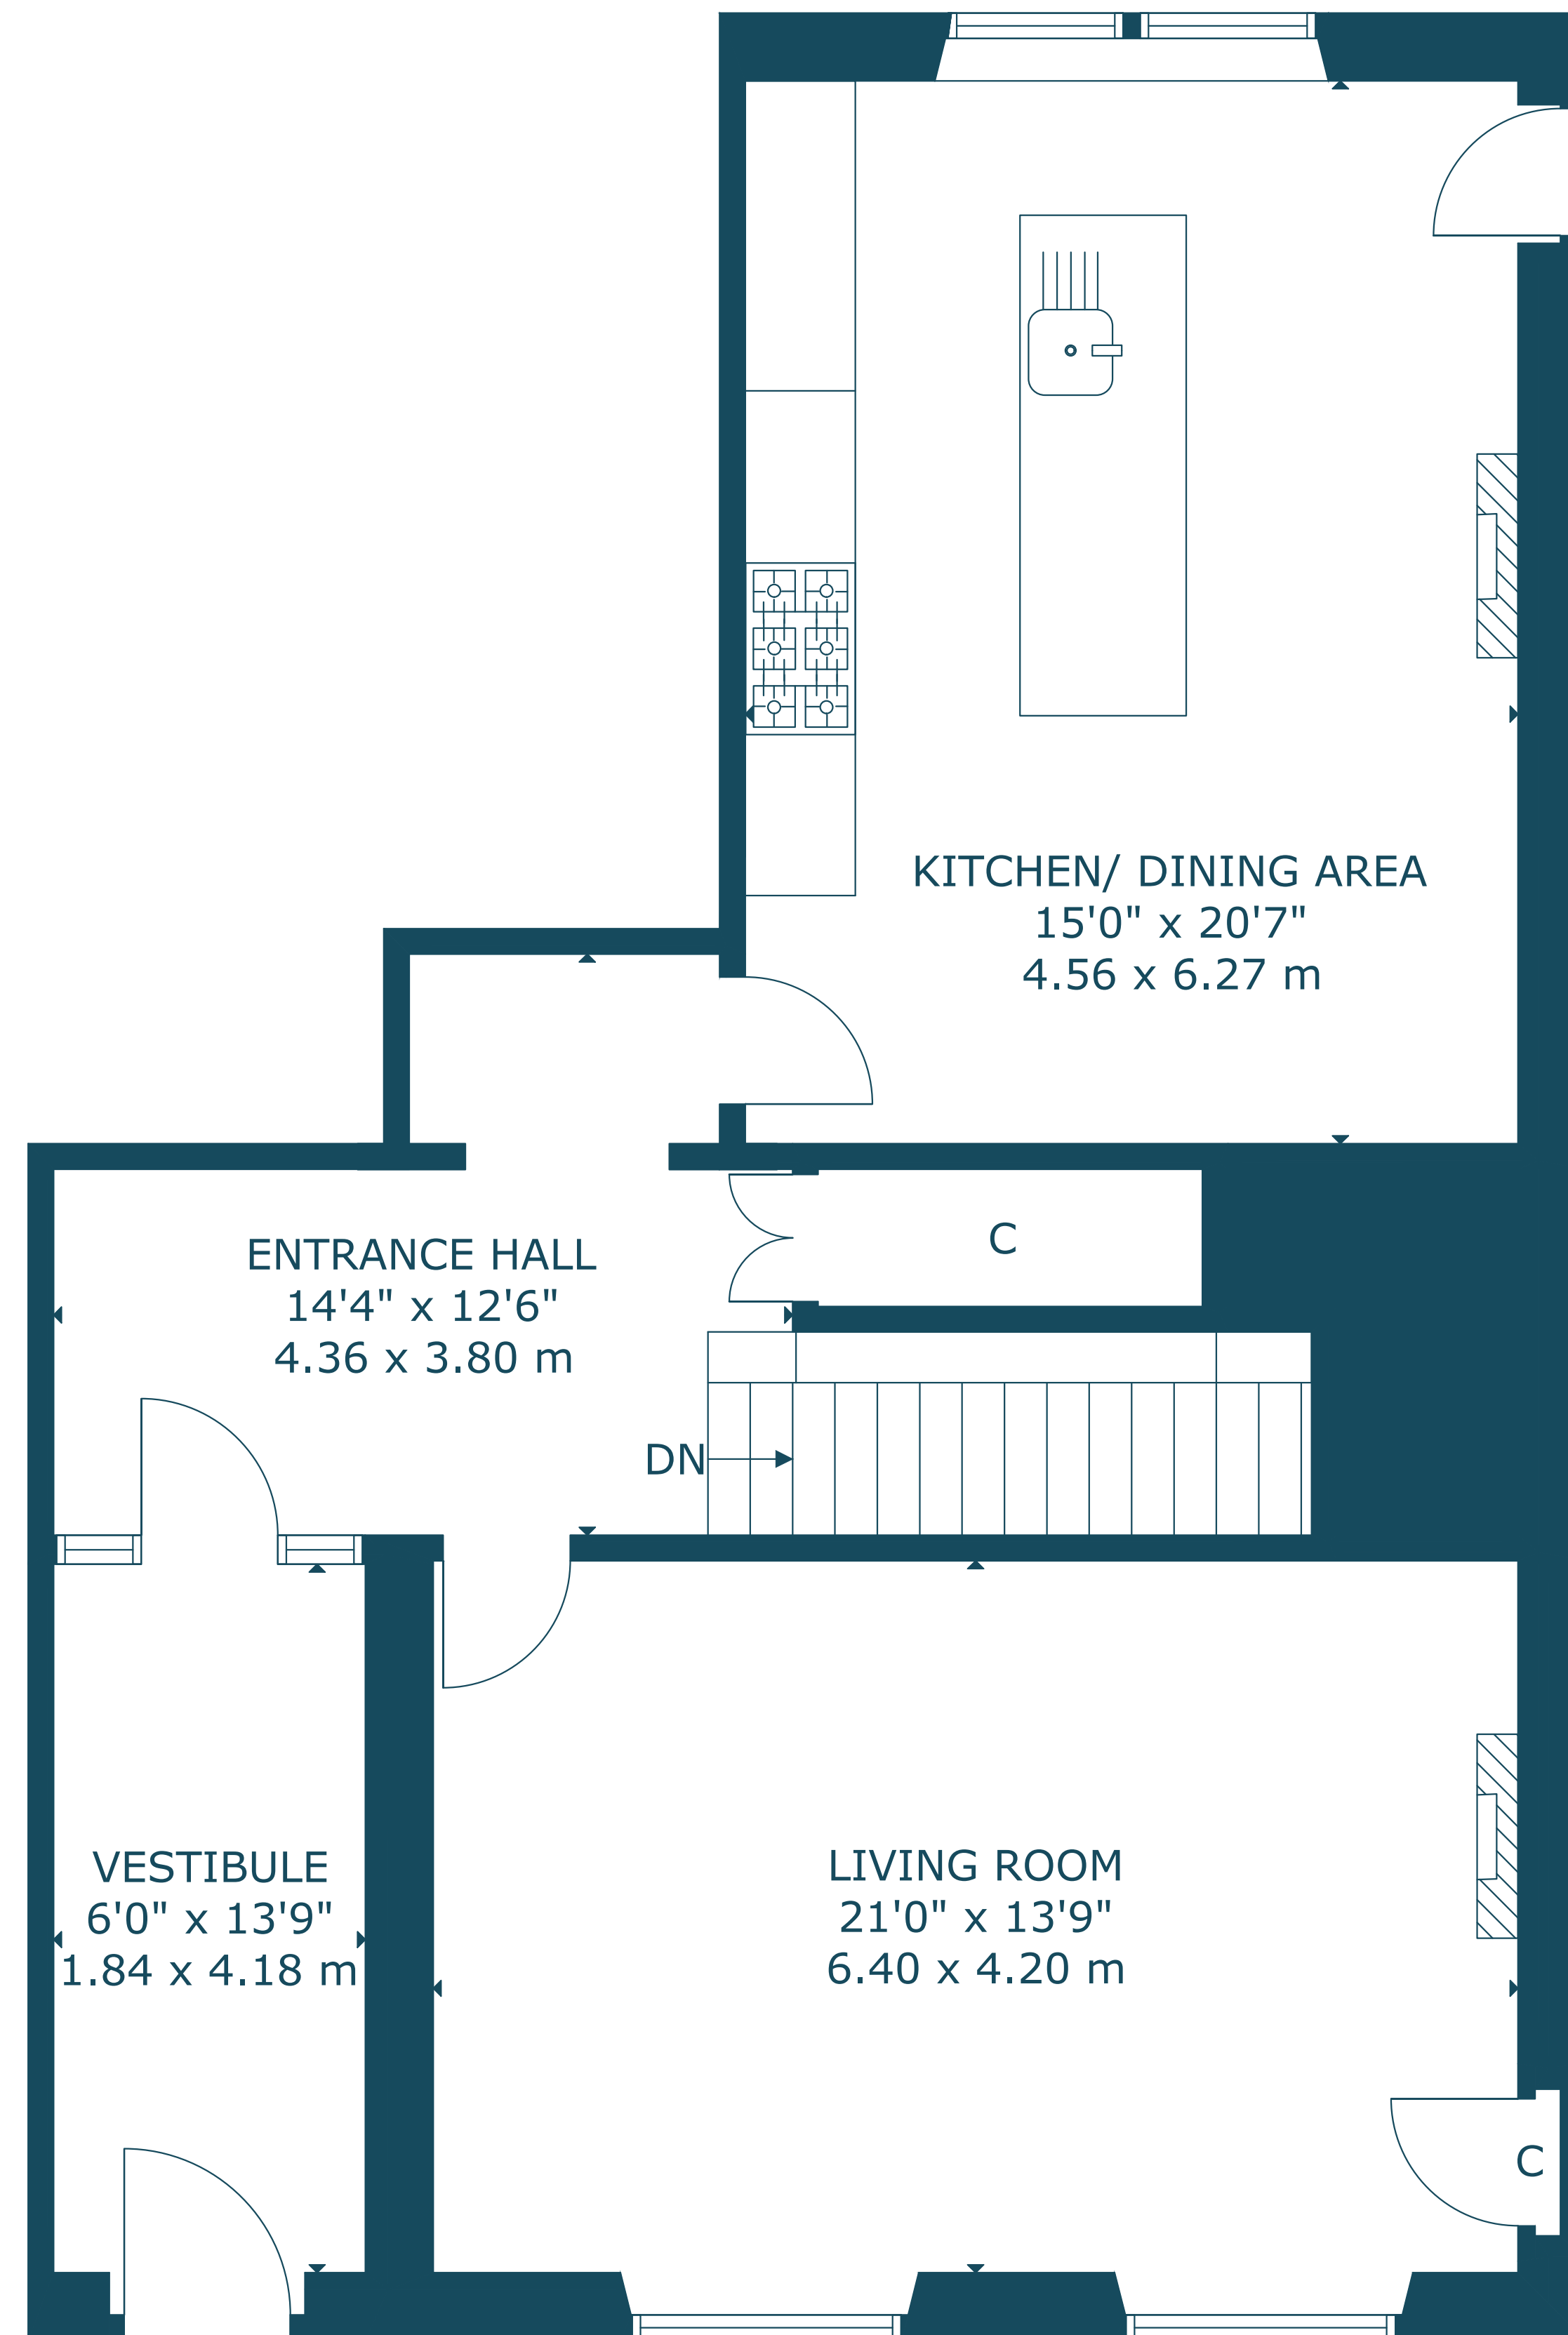 KITCHEN/ DINING AREA
15'0" x 20'7"
4.56 x 6.27 m
ENTRANCE HALL
14'4" x 12'6"
4.36 x 3.80 m
C
DN
VESTIBULE
6'0" x 13'9"
1.84 x 4.18 m
LIVING ROOM
21'0" x 13'9"
6.40 x 4.20 m
C